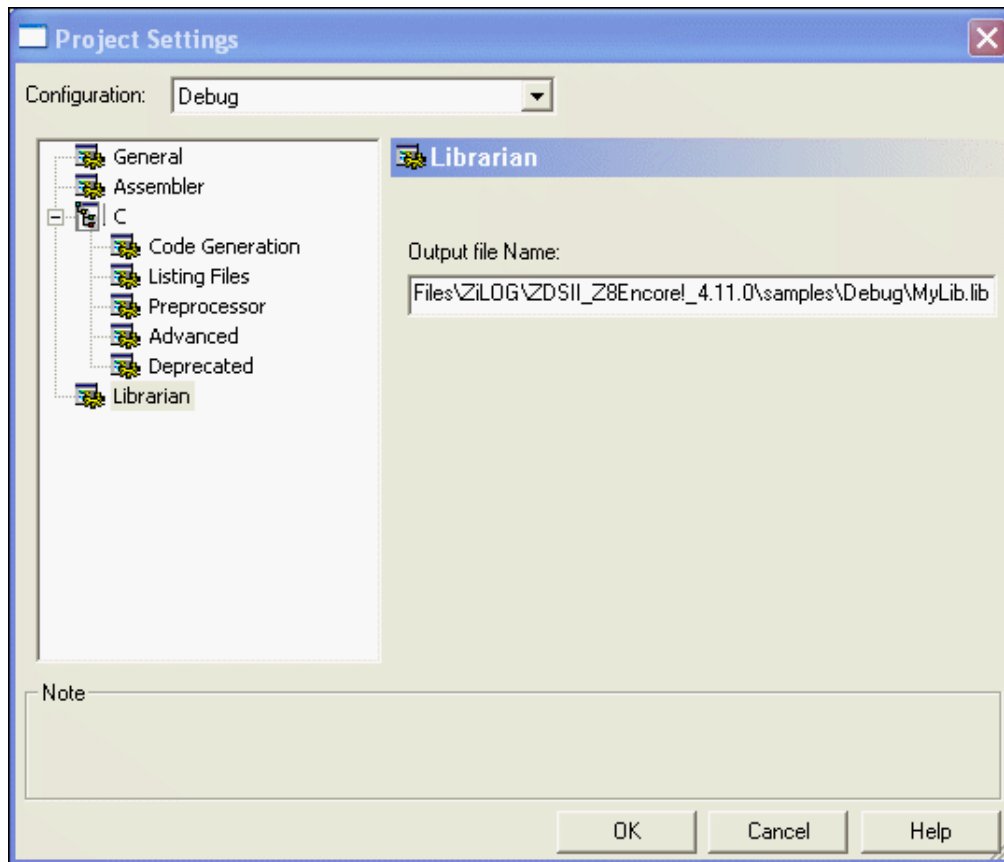 Project Settings
Configuration: Debug
General
Assembler
C
Code Generation
Listing Files
Preprocessor
Advanced
Deprecated
Librarian
Librarian
Output file Name:
Files\ZiLOG\ZDSII_Z8Encore!_4.11.0\samples\Debug\MyLib.lib
Note
OK Cancel Help